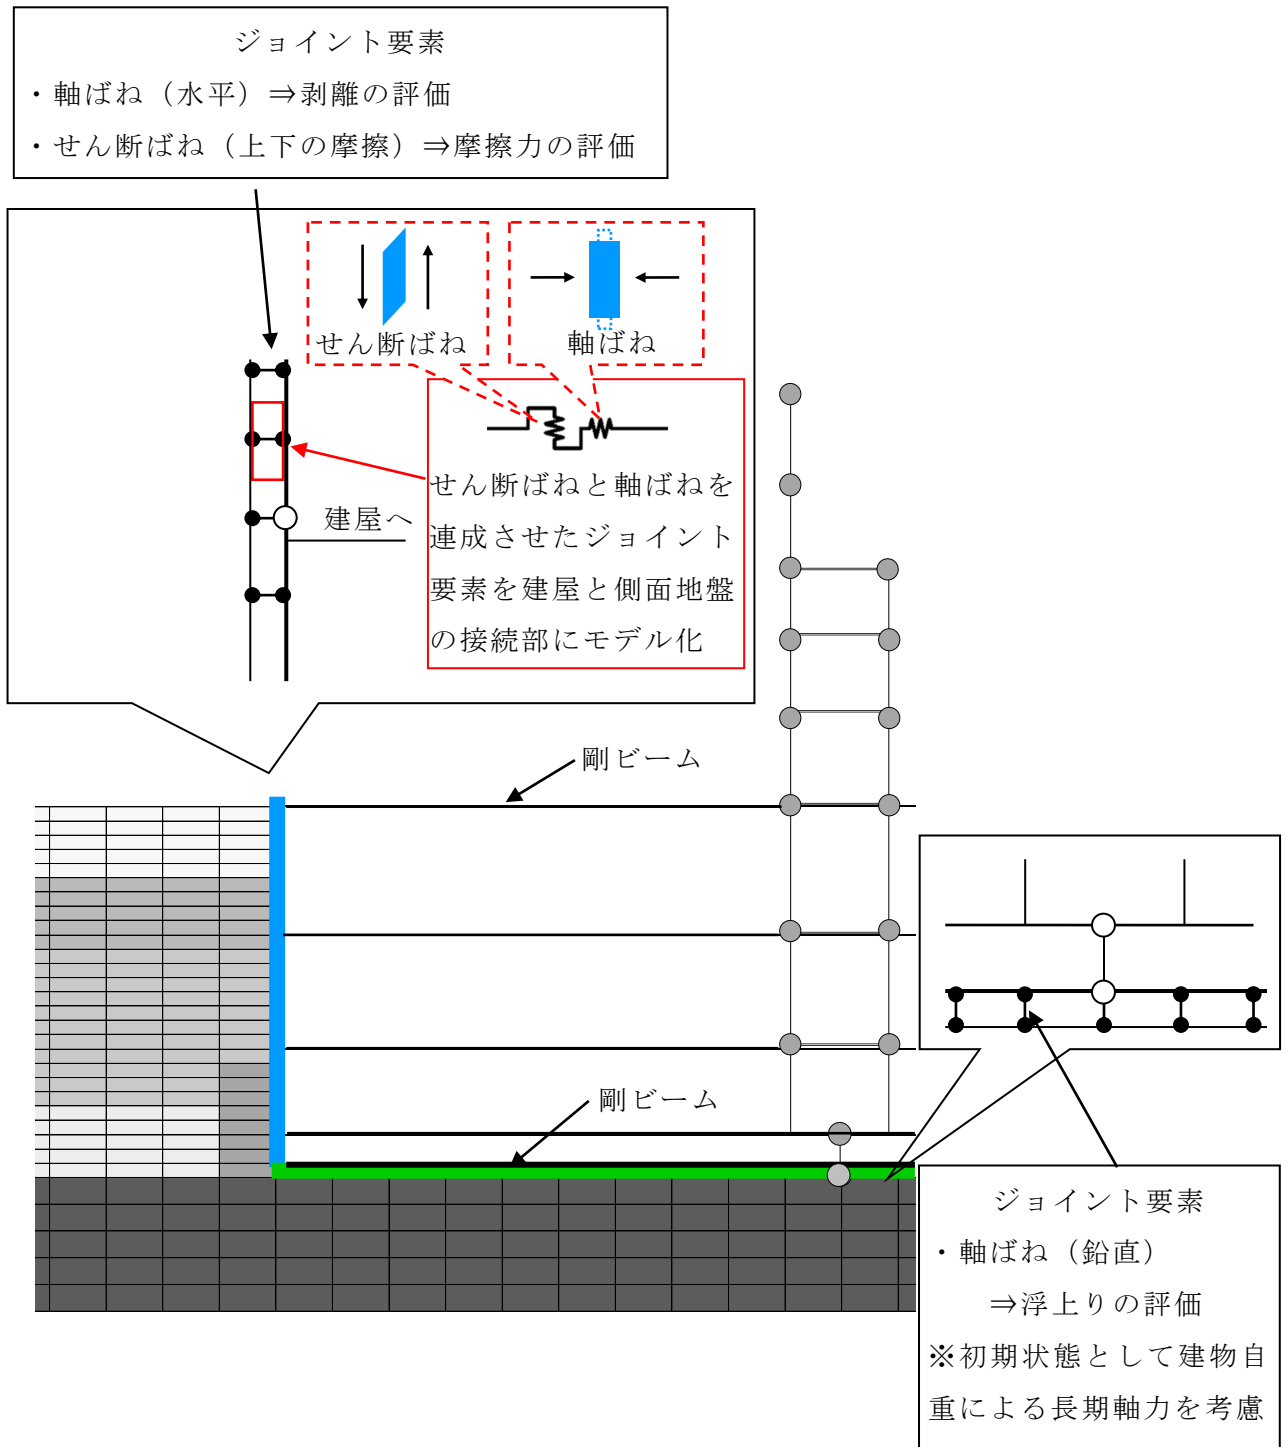 ジョイント要素
・軸ばね（水平）⇒剥離の評価
・せん断ばね（上下の摩擦）⇒摩擦力の評価
せん断ばね
軸ばね
せん断ばねと軸ばねを
連成させたジョイント
要素を建屋と側面地盤
の接続部にモデル化
建屋へ
剛ビーム
剛ビーム
ジョイント要素
・軸ばね（鉛直）
⇒浮上りの評価
※初期状態として建物自
重による長期軸力を考慮